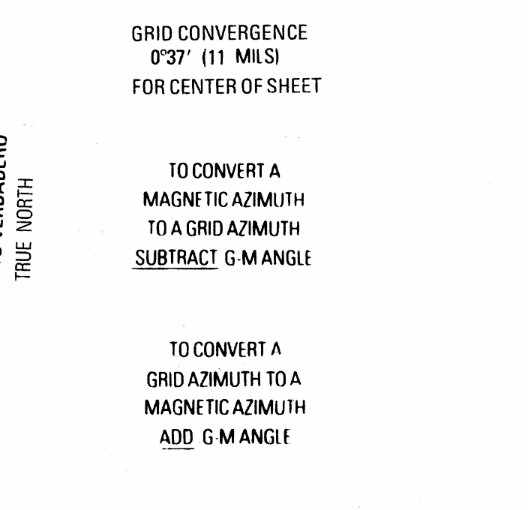 GRID CONVERGENCE
0°37' (11 MILS)
FOR CENTER OF SHEET
TRUE NORTH
TO CONVERT A
MAGNETIC AZIMUTH
TO A GRID AZIMUTH
SUBTRACT G-M ANGLE
TO CONVERT A
GRID AZIMUTH TO A
MAGNETIC AZIMUTH
ADD G-M ANGLE